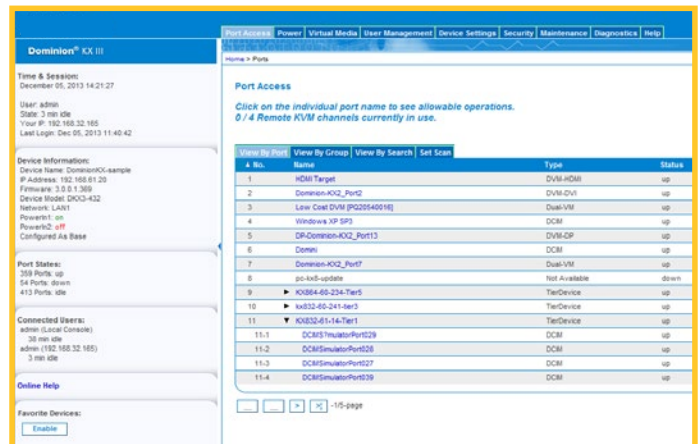 Port Access Power Virtual Media User Management Device Settings Security Maintenance Diagnostics Help
Dominion® KX III
Home > Ports
Time & Session:
December 05, 2013 14:21:27
User: admin
State: 3 min idle
Your IP: 192.168.32.165
Last Login: Dec 05, 2013 11:40:42
Device Information:
Device Name: DominionKX-sample
IP Address: 192.168.61.20
Firmware: 3.0.0.1.369
Device Model: DKX3-432
Network: LAN1
PowerIn1: on
PowerIn2: off
Configured As Base
Port States:
359 Ports: up
54 Ports: down
413 Ports: idle
Connected Users:
admin (Local Console)
38 min idle
admin (192.168.32.165)
3 min idle
Online Help
Favorite Devices:
Enable
Port Access
Click on the individual port name to see allowable operations.
0 / 4 Remote KVM channels currently in use.
View By Port View By Group View By Search Set Scan
▲ No. Name Type Status
1 HDMI Target DVM-HDMI up
2 Dominion-KX2_Port2 DVM-DVI up
3 Low Cost DVM [PQ20540016] Dual-VM up
4 Windows XP SP3 DCIM up
5 DP-Dominion-KX2_Port13 DVM-DP up
6 Domini DCIM up
7 Dominion-KX2_Port7 Dual-VM up
8 pc-kx8-update Not Available down
9 ► KX864-60-234-Tier5 TierDevice up
10 ► kx832-60-241-tier3 TierDevice up
11 ▼ KX832-61-14-Tier1 TierDevice up
11-1 DCIMS?mulatorPort029 DCIM up
11-2 DCIMSimulatorPort028 DCIM up
11-3 DCIMSimulatorPort027 DCIM up
11-4 DCIMSimulatorPort039 DCIM up
... ... > >| -1/5-page